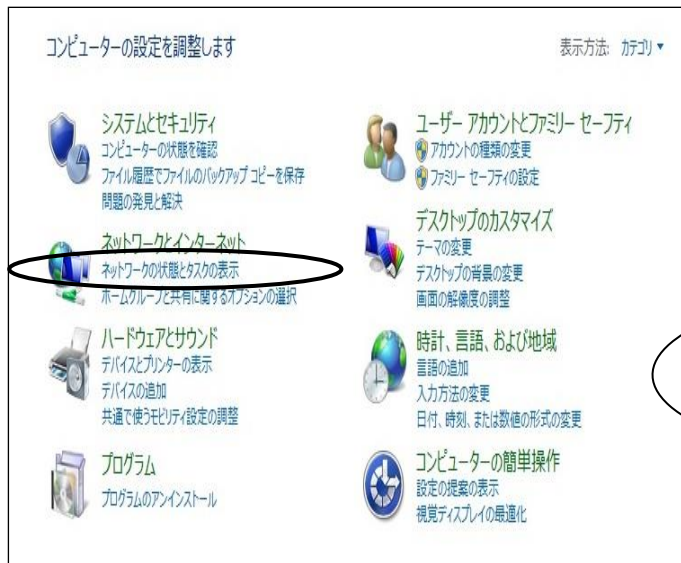 コンピューターの設定を調整します
表示方法: カテゴリ
システムとセキュリティ
コンピューターの状態を確認
ファイル履歴でファイルのバックアップ コピーを保存
問題の発見と解決
ネットワークとインターネット
ネットワークの状態とタスクの表示
ホームグループと共有に関するオプションの選択
ハードウェアとサウンド
デバイスとプリンターの表示
デバイスの追加
共通で使うモビリティ設定の調整
プログラム
プログラムのアンインストール
ユーザー アカウントとファミリー セーフティ
アカウントの種類の変更
ファミリー セーフティの設定
デスクトップのカスタマイズ
テーマの変更
デスクトップの背景の変更
画面の解像度の調整
時計、言語、および地域
言語の追加
入力方法の変更
日付、時刻、または数値の形式の変更
コンピューターの簡単操作
設定の提案の表示
視覚ディスプレイの最適化